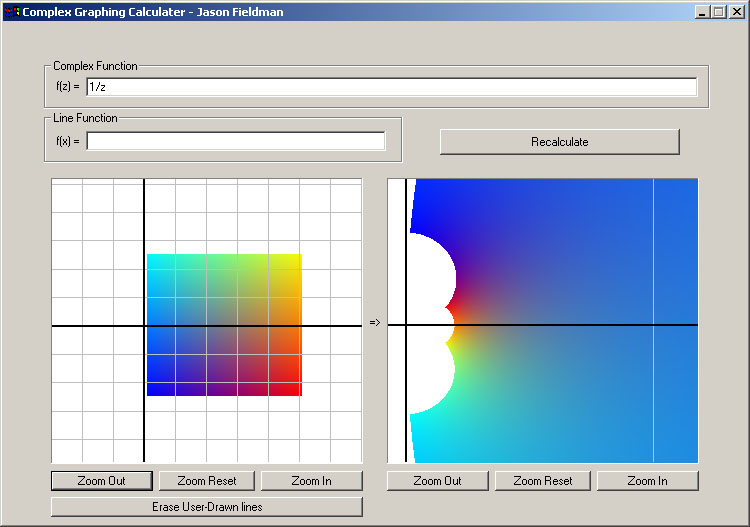 Complex Graphing Calculater - Jason Fieldman
Complex Function
f(z) = 1/z
Line Function
f(x) =
Recalculate
=>
Zoom Out Zoom Reset Zoom In Zoom Out Zoom Reset Zoom In
Erase User-Drawn lines